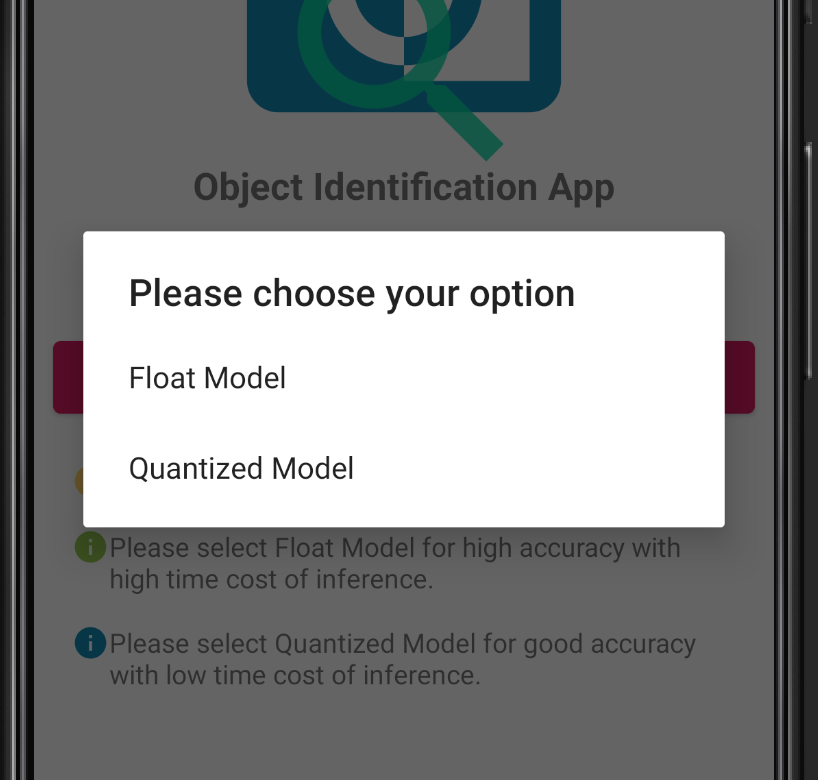 Object Identification App
Please choose your option
Float Model
Quantized Model
Please select Float Model for high accuracy with
high time cost of inference.
Please select Quantized Model for good accuracy
with low time cost of inference.